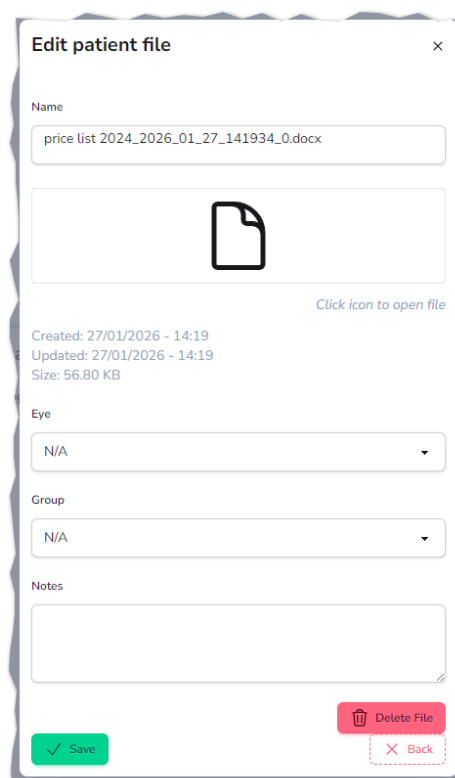 Edit patient file
Name
price list 2024_2026_01_27_141934_0.docx
Click icon to open file
Created: 27/01/2026 - 14:19
Updated: 27/01/2026 - 14:19
Size: 56.80 KB
Eye
N/A
Group
N/A
Notes
Delete File
Save
Back